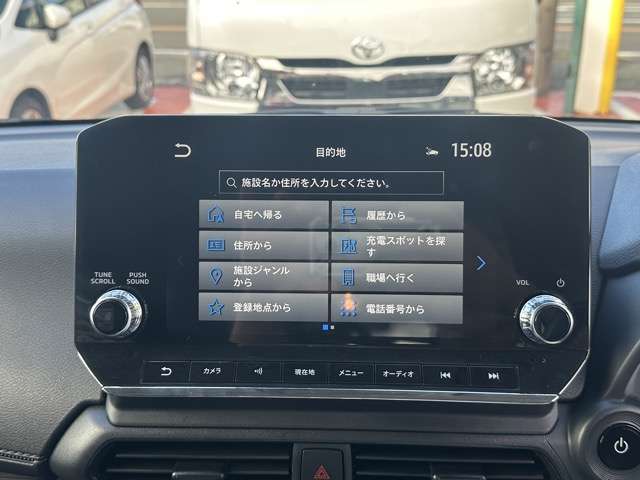 目的地
15:08
施設名か住所を入力してください。
自宅へ帰る
履歴から
住所から
充電スポットを探
す
施設ジャンル
から
職場へ行く
登録地点から
電話番号から
TUNE
SCROLL
PUSH
SOUND
VOL
カメラ
現在地
メニュー
オーディオ